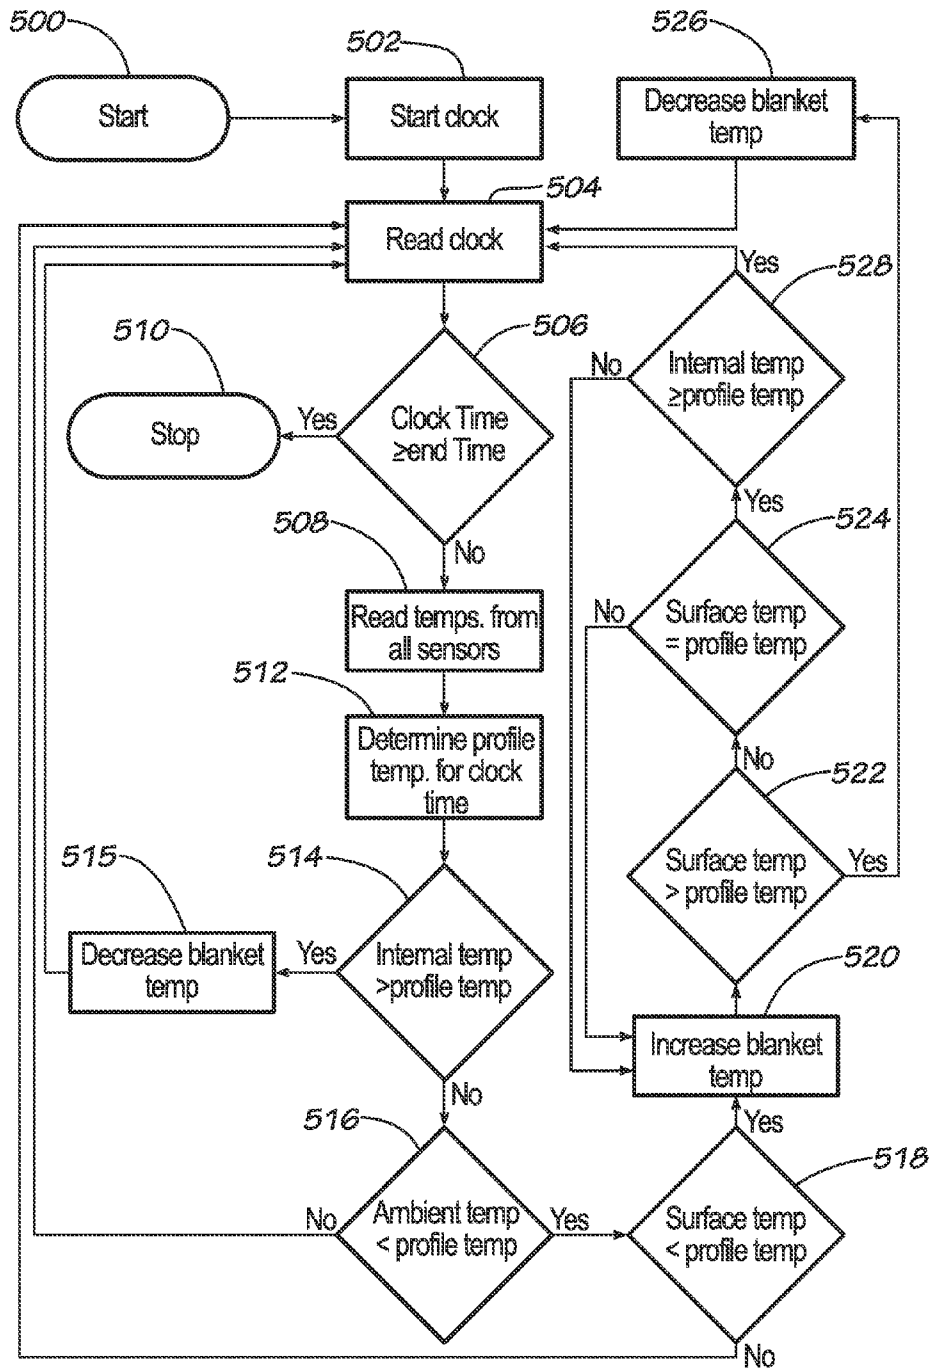 500
Start
502
Start clock
526
Decrease blanket
temp
504
Read clock
510
Stop
506
Yes
Clock Time
≥end Time
No
528
Yes
No
Internal temp
≥profile temp
508
Read temps. from
all sensors
524
Yes
No
Surface temp
= profile temp
512
Determine profile
temp. for clock
time
522
No
Surface temp
> profile temp
Yes
515
Decrease blanket
temp
514
Yes
Internal temp
>profile temp
No
520
Increase blanket
temp
516
No
Ambient temp
< profile temp
Yes
518
Yes
Surface temp
< profile temp
No